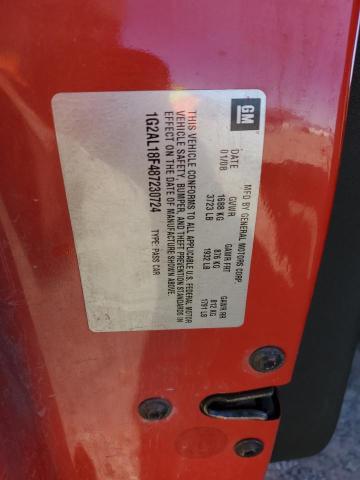 GM
MFD BY GENERAL MOTORS CORP.
DATE GVWR GAWR FRT GAWR RR
01/08 1688 KG 876 KG 812 KG
3723 LB 1932 LB 1791 LB
THIS VEHICLE CONFORMS TO ALL APPLICABLE U.S. FEDERAL MOTOR
VEHICLE SAFETY, BUMPER, AND THEFT PREVENTION STANDARDS IN
EFFECT ON THE DATE OF MANUFACTURE SHOWN ABOVE.
1G2AL18F487230724 TYPE: PASS CAR